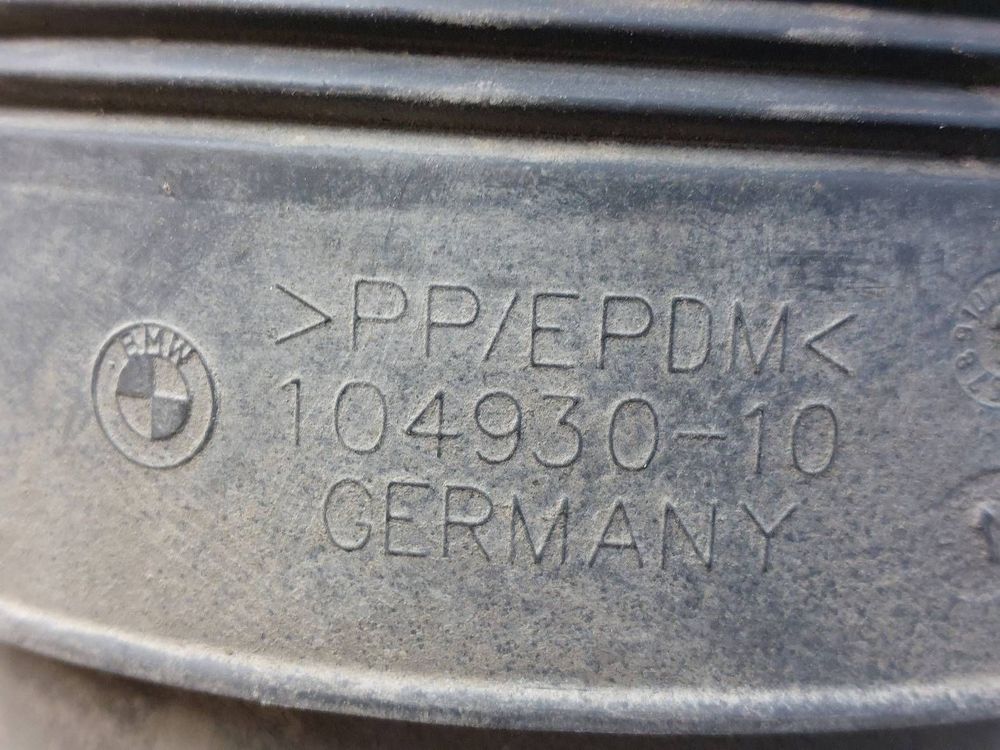 BMW
>PP/EPDM<
104930-10
GERMANY